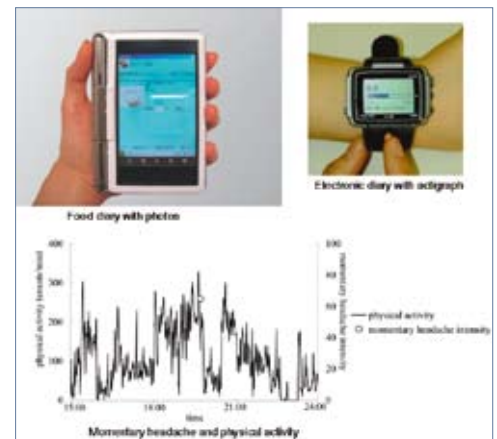 Food diary with photos
Electronic diary with actigraph
400
300
200
100
0
100
80
60
40
20
0
physical activity
momentary headache intensity
physical activity
momentary headache intensity
15:00
18:00
21:00
24:00
time
Momentary headache and physical activity